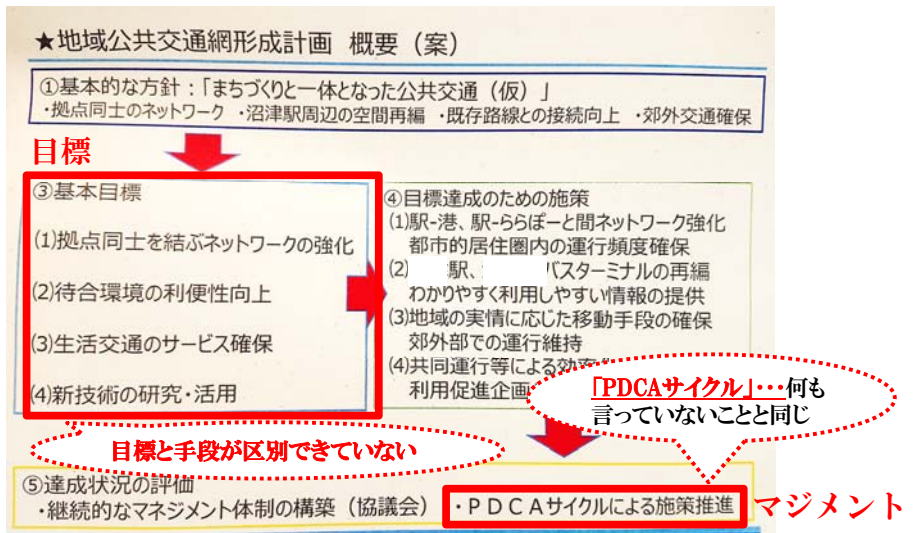 ★地域公共交通網形成計画 概要（案）
①基本的な方針：「まちづくりと一体となった公共交通（仮）」
・拠点同士のネットワーク ・沼津駅周辺の空間再編 ・既存路線との接続向上 ・郊外交通確保
目標
③基本目標
(1)拠点同士を結ぶネットワークの強化
(2)待合環境の利便性向上
(3)生活交通のサービス確保
(4)新技術の研究・活用
目標と手段が区別できていない
④目標達成のための施策
(1)駅-港、駅-ららぽーと間ネットワーク強化
都市的居住圏内の運行頻度確保
(2) 駅、 バスターミナルの再編
わかりやすく利用しやすい情報の提供
(3)地域の実情に応じた移動手段の確保
郊外部での運行維持
(4)共同運行等による効
利用促進企画
「PDCAサイクル」・・・何も
言っていないことと同じ
⑤達成状況の評価
・継続的なマネジメント体制の構築（協議会） ・ＰＤＣＡサイクルによる施策推進
マジメント